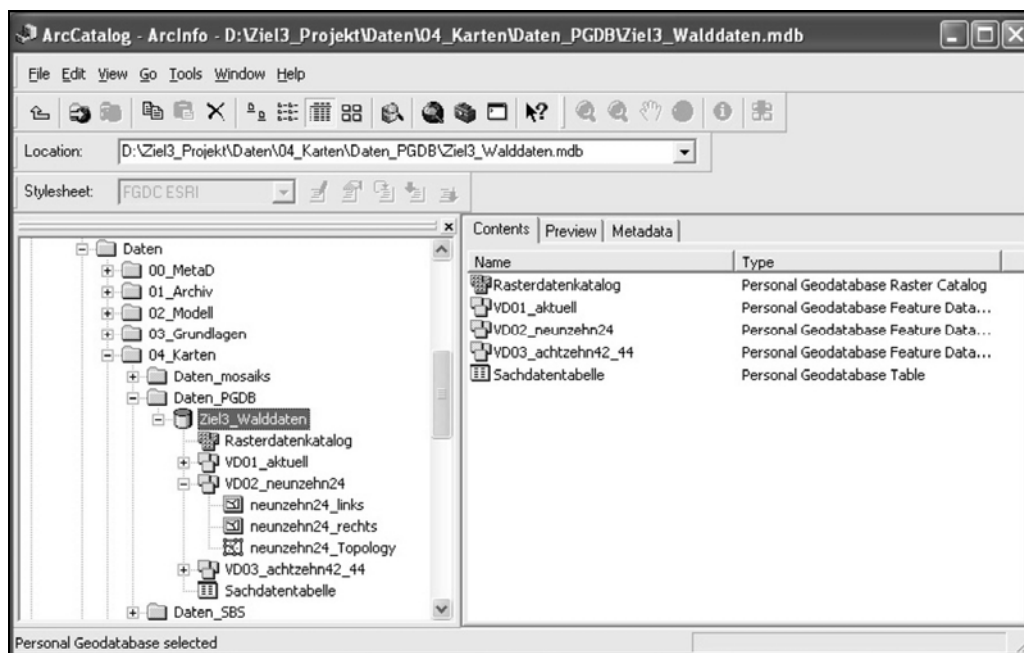 ArcCatalog - ArcInfo - D:\Ziel3_Projekt\Daten\04_Karten\Daten_PGDB\Ziel3_Walddaten.mdb
File Edit View Go Tools Window Help
Location: D:\Ziel3_Projekt\Daten\04_Karten\Daten_PGDB\Ziel3_Walddaten.mdb
Stylesheet: FGDC ESRI
Daten
00_MetaD
01_Archiv
02_Modell
03_Grundlagen
04_Karten
Daten_mosaiks
Daten_PGDB
Ziel3_Walddaten
Rasterdatenkatalog
VD01_aktuell
VD02_neunzehn24
neunzehn24_links
neunzehn24_rechts
neunzehn24_Topology
VD03_achtzehn42_44
Sachdatentabelle
Daten_SBS
Contents Preview Metadata
Name Type
Rasterdatenkatalog Personal Geodatabase Raster Catalog
VD01_aktuell Personal Geodatabase Feature Data...
VD02_neunzehn24 Personal Geodatabase Feature Data...
VD03_achtzehn42_44 Personal Geodatabase Feature Data...
Sachdatentabelle Personal Geodatabase Table
Personal Geodatabase selected